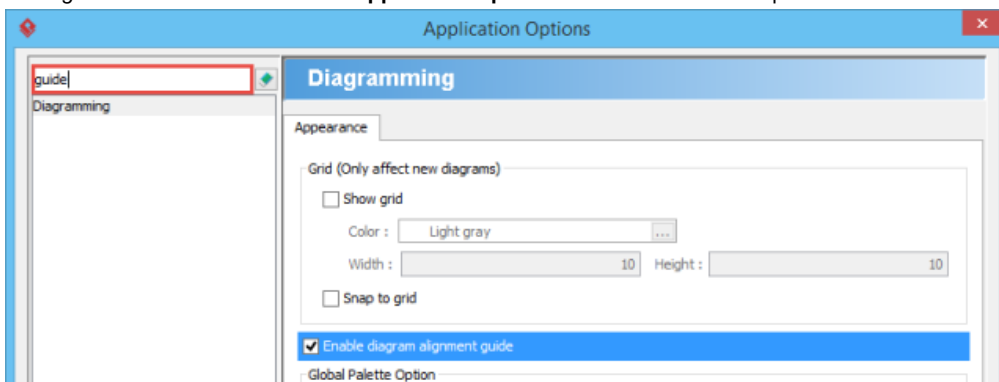 Application Options
guide
Diagramming
Diagramming
Appearance
Grid (Only affect new diagrams)
Show grid
Color : Light gray ...
Width : 10 Height : 10
Snap to grid
Enable diagram alignment guide
Global Palette Option